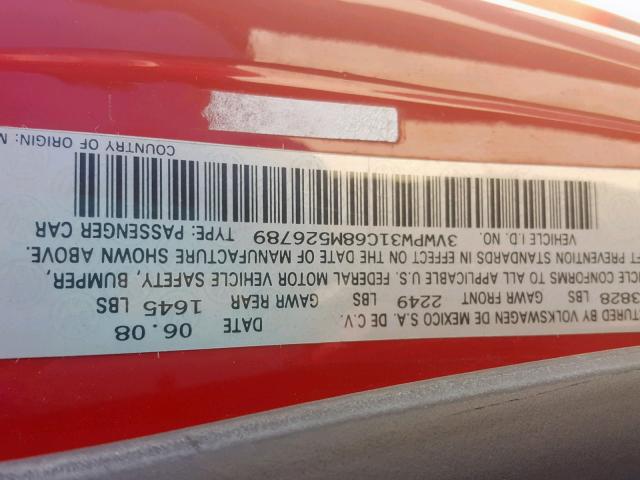 TURED BY VOLKSWAGEN DE MEXICO S.A. DE C.V. DATE 06.08
3828 LBS GAWR FRONT 2249 LBS GAWR REAR 1645 LBS
VEHICLE CONFORMS TO ALL APPLICABLE U.S. FEDERAL MOTOR VEHICLE SAFETY, BUMPER,
FT PREVENTION STANDARDS IN EFFECT ON THE DATE OF MANUFACTURE SHOWN ABOVE.
VEHICLE I.D. NO. 3VWPW31C68M526789 TYPE: PASSENGER CAR
COUNTRY OF ORIGIN: M